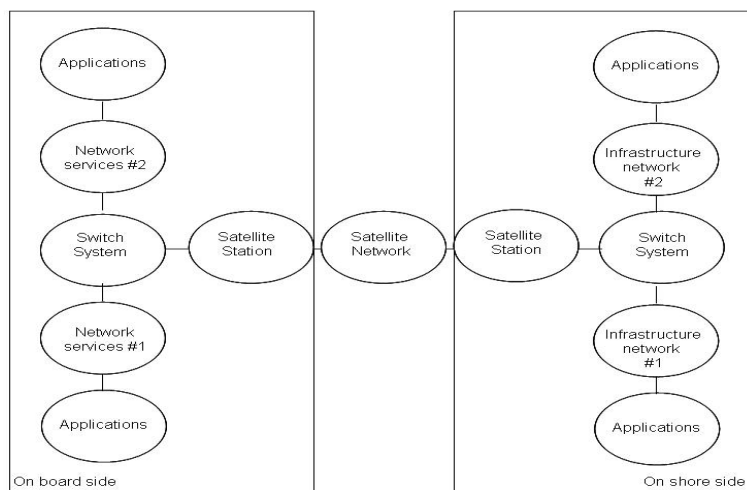 Applications
Network
services #2
Switch
System
Network
services #1
Applications
On board side
Satellite
Station
Satellite
Network
Satellite
Station
Applications
Infrastructure
network
#2
Switch
System
Infrastructure
network
#1
Applications
On shore side